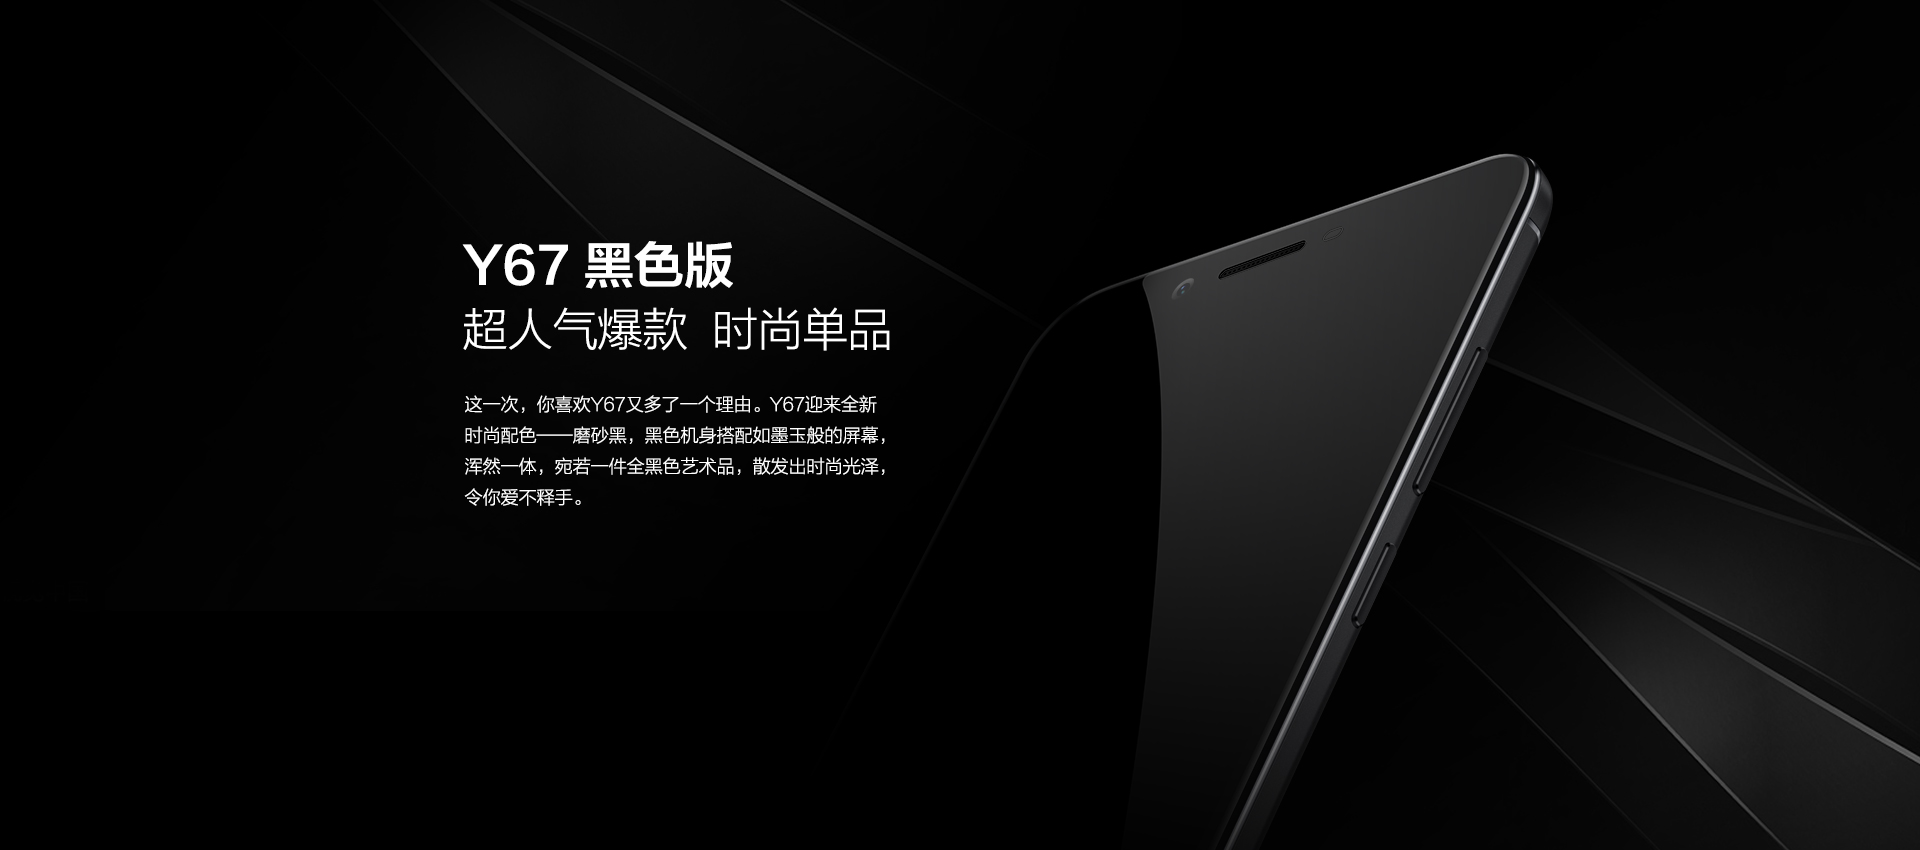 Y67 黑色版
超人气爆款 时尚单品
这一次，你喜欢Y67又多了一个理由。Y67迎来全新
时尚配色——磨砂黑，黑色机身搭配如墨玉般的屏幕，
浑然一体，宛若一件全黑色艺术品，散发出时尚光泽，
令你爱不释手。